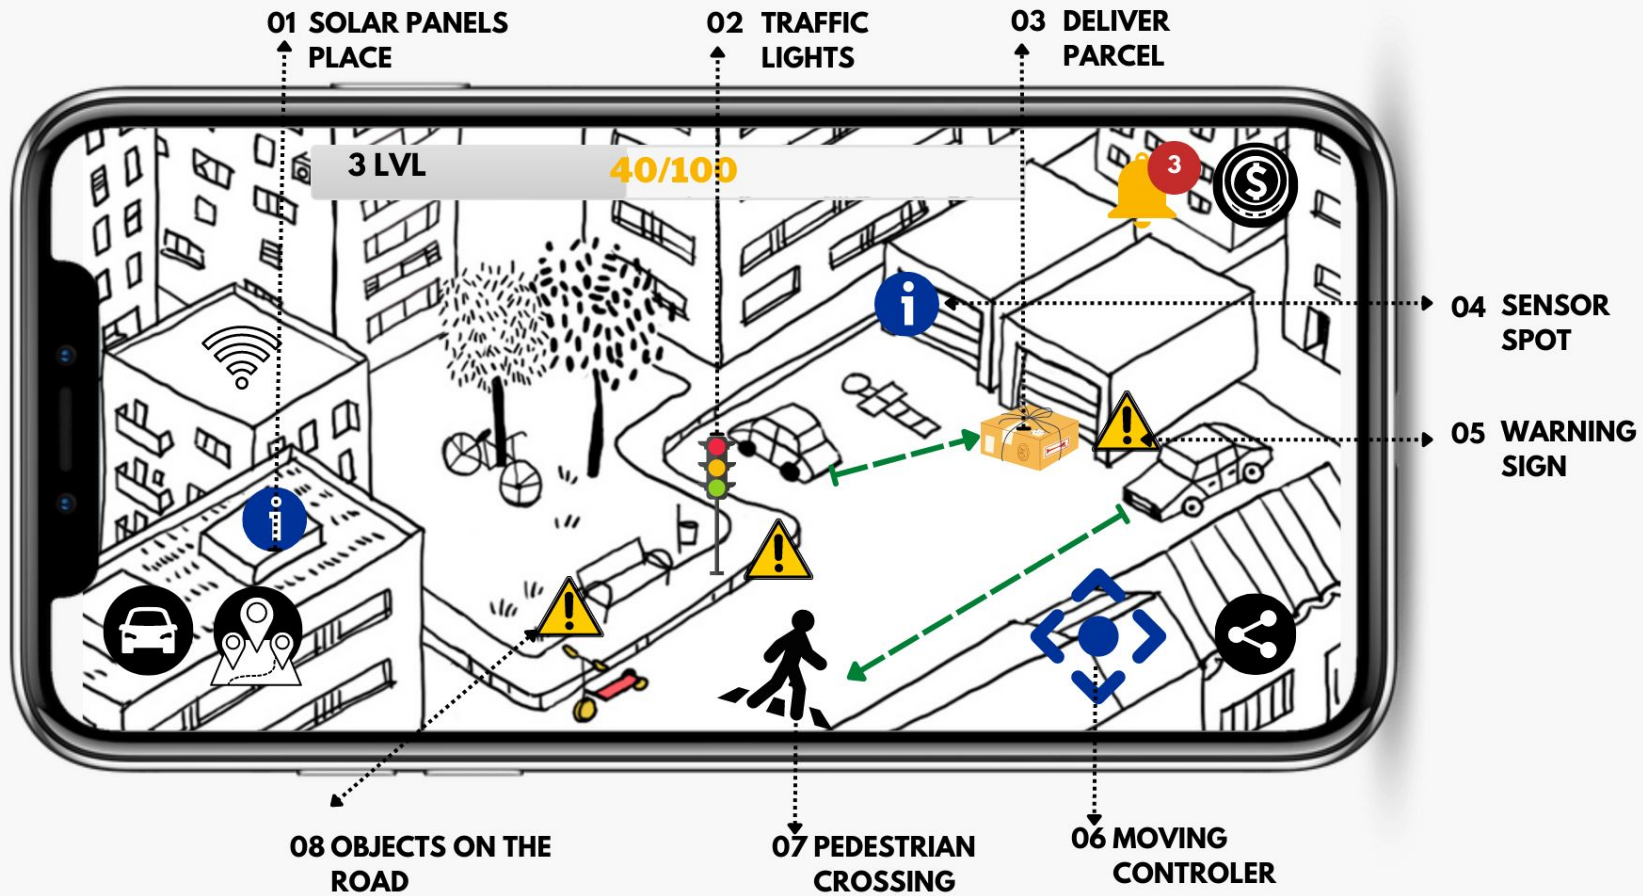 01 SOLAR PANELS
PLACE
02 TRAFFIC
LIGHTS
03 DELIVER
PARCEL
3 LVL
40/100
3
$
i
04 SENSOR
SPOT
05 WARNING
SIGN
i
08 OBJECTS ON THE
ROAD
07 PEDESTRIAN
CROSSING
06 MOVING
CONTROLER